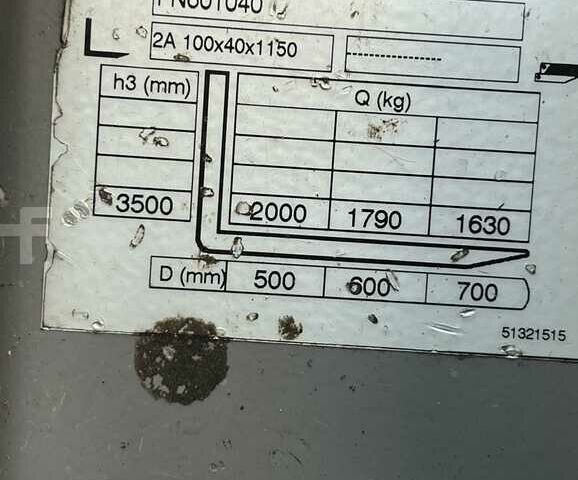 2A 100x40x1150
h3 (mm) Q (kg)
3500 2000 1790 1630
D (mm) 500 600 700
51321515